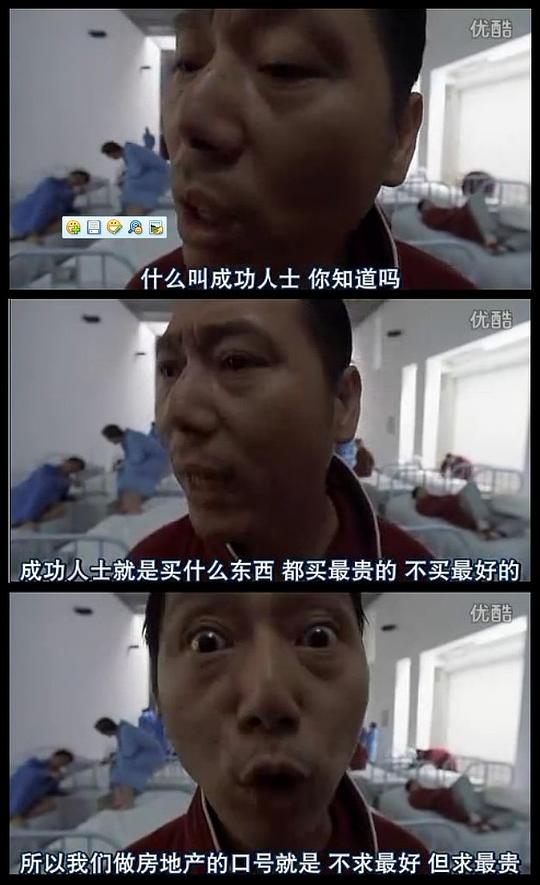 优酷
什么叫成功人士 你知道吗
优酷
成功人士就是买什么东西 都买最贵的 不买最好的
优酷
所以我们做房地产的口号就是 不求最好 但求最贵